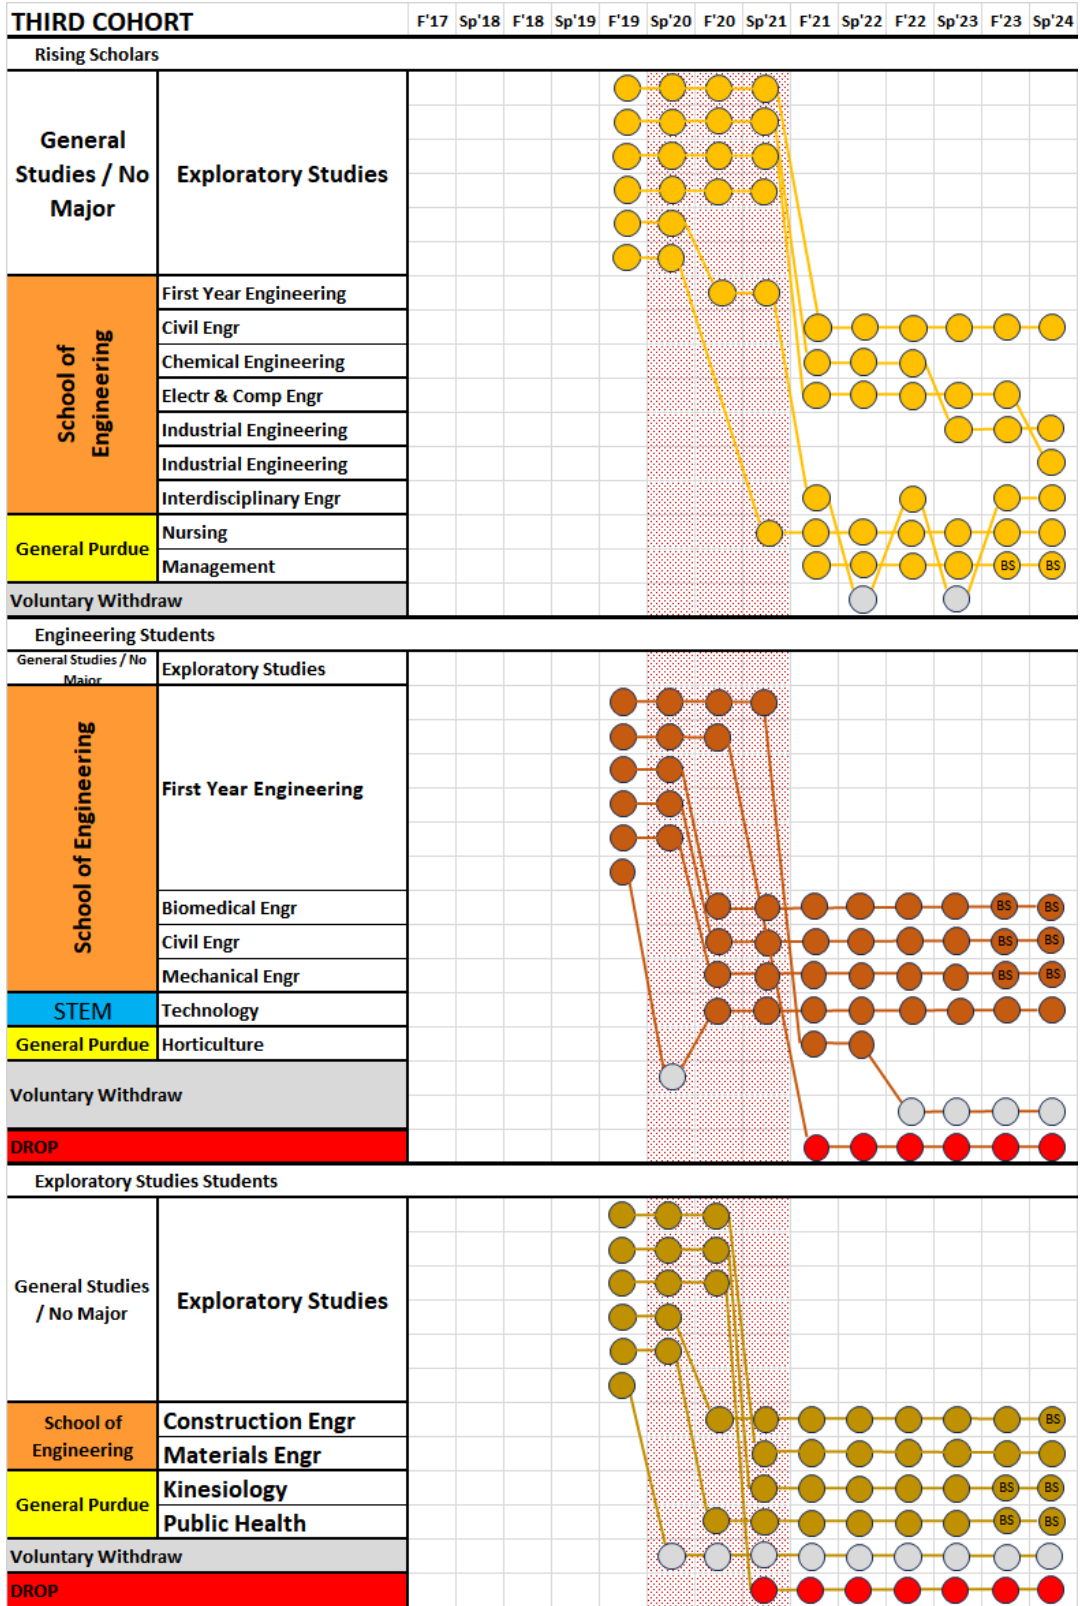 THIRD COHORT F'17 Sp'18 F'18 Sp'19 F'19 Sp'20 F'20 Sp'21 F'21 Sp'22 F'22 Sp'23 F'23 Sp'24
Rising Scholars
General
Studies / No
Major
Exploratory Studies
School of
Engineering
First Year Engineering
Civil Engr
Chemical Engineering
Electr & Comp Engr
Industrial Engineering
Industrial Engineering
Interdisciplinary Engr
General Purdue
Nursing
Management
BS BS
Voluntary Withdraw
Engineering Students
General Studies / No
Major
Exploratory Studies
School of Engineering
First Year Engineering
Biomedical Engr
BS BS
Civil Engr
BS BS
Mechanical Engr
BS BS
STEM
Technology
General Purdue
Horticulture
Voluntary Withdraw
DROP
Exploratory Studies Students
General Studies
/ No Major
Exploratory Studies
School of
Engineering
Construction Engr
BS
Materials Engr
General Purdue
Kinesiology
BS BS
Public Health
BS BS
Voluntary Withdraw
DROP